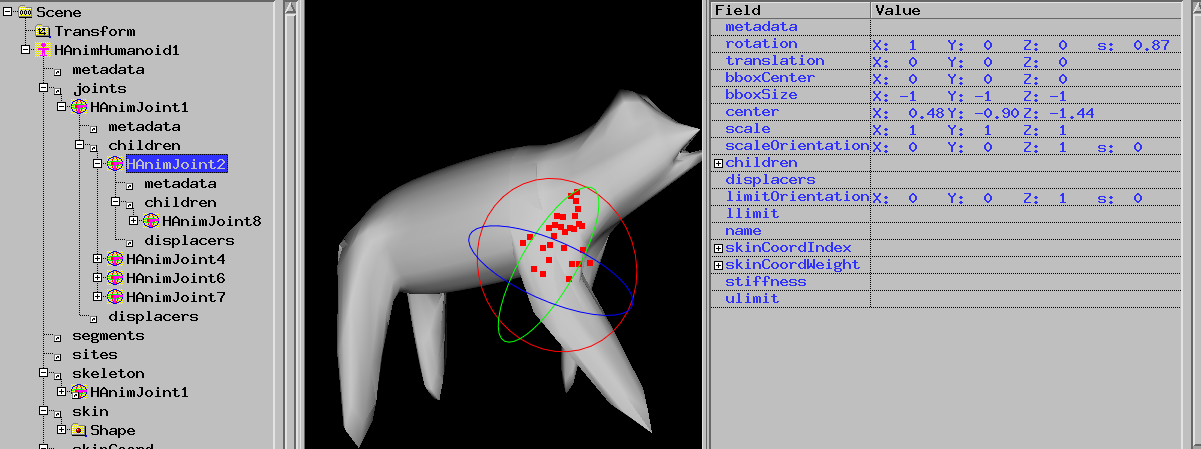 Scene
Transform
HAnimHumanoid1
metadata
joints
HAnimJoint1
metadata
children
HAnimJoint2
metadata
children
HAnimJoint8
displacers
HAnimJoint4
HAnimJoint6
HAnimJoint7
displacers
segments
sites
skeleton
HAnimJoint1
skin
Shape
skinCoord
Field Value
metadata
rotation X: 1 Y: 0 Z: 0 s: 0.87
translation X: 0 Y: 0 Z: 0
bboxCenter X: 0 Y: 0 Z: 0
bboxSize X: -1 Y: -1 Z: -1
center X: 0.48 Y: -0.90 Z: -1.44
scale X: 1 Y: 1 Z: 1
scaleOrientation X: 0 Y: 0 Z: 1 s: 0
children
displacers
limitOrientation X: 0 Y: 0 Z: 1 s: 0
llimit
name
skinCoordIndex
skinCoordWeight
stiffness
ulimit